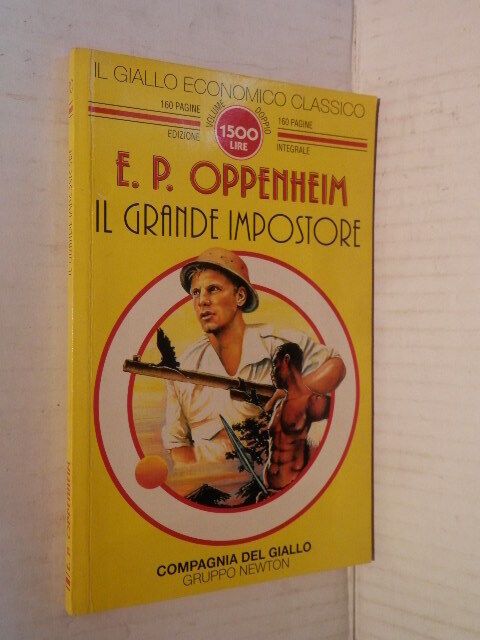 IL GIALLO ECONOMICO CLASSICO
160 PAGINE
EDIZIONE
VOLUME DOPPIO
1500
LIRE
160 PAGINE
INTEGRALE
E. P. OPPENHEIM
IL GRANDE IMPOSTORE
COMPAGNIA DEL GIALLO
GRUPPO NEWTON
E. P. OPPENHEIM